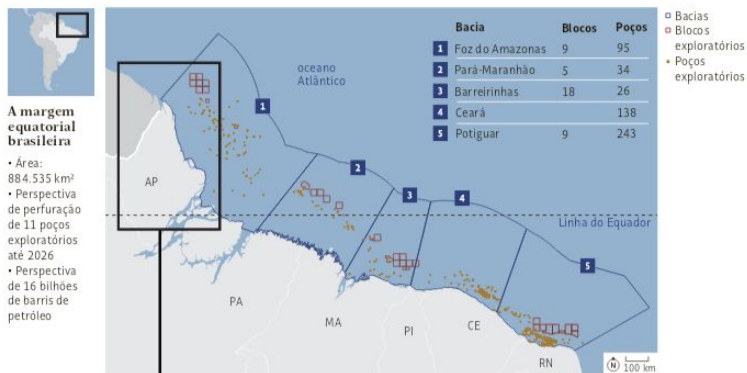 A margem
equatorial
brasileira
• Área:
884.535 km²
• Perspectiva
de perfuração
de 11 poços
exploratórios
até 2026
• Perspectiva
de 16 bilhões
de barris de
petróleo
oceano
Atlântico
Bacia Blocos Poços
1 Foz do Amazonas 9 95
2 Pará-Maranhão 5 34
3 Barreirinhas 18 26
4 Ceará 138
5 Potiguar 9 243
Bacias
Blocos
exploratórios
Poços
exploratórios
1
2
3
4
5
Linha do Equador
AP
PA
MA
PI
CE
RN
N 100 km